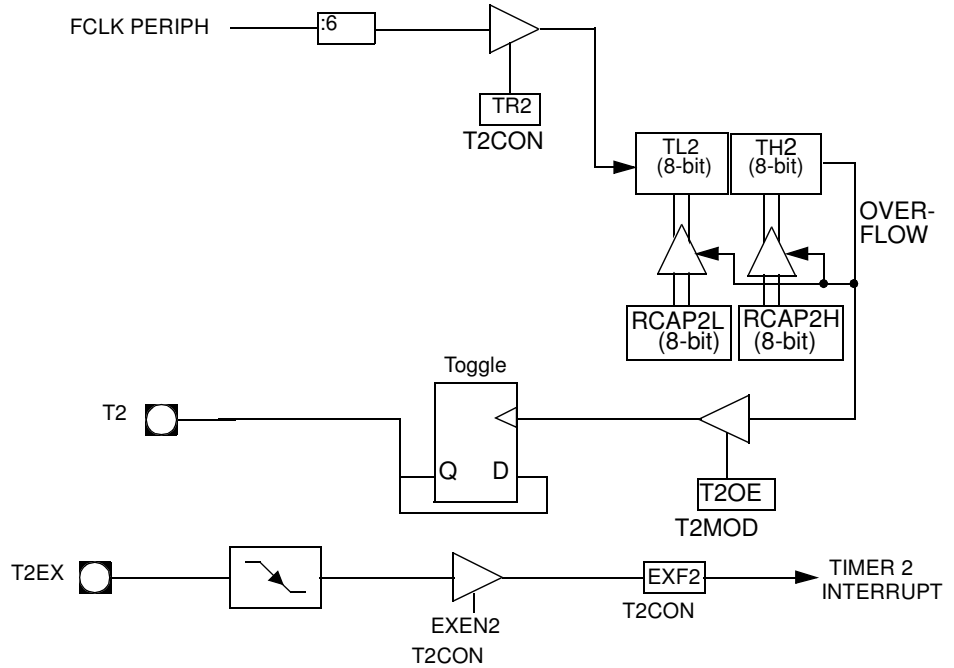 FCLK PERIPH
:6
TR2
T2CON
TL2
(8-bit)
TH2
(8-bit)
OVER-
FLOW
RCAP2L
(8-bit)
RCAP2H
(8-bit)
Toggle
T2
Q
D
T2OE
T2MOD
T2EX
EXEN2
T2CON
EXF2
T2CON
TIMER 2
INTERRUPT